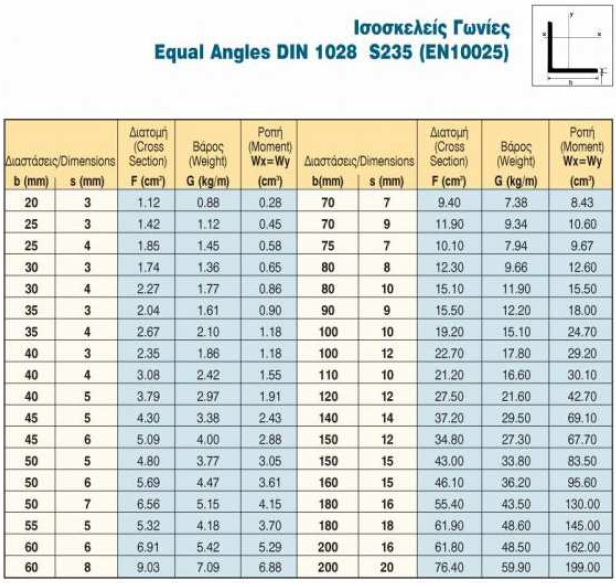 Ισοσκελείς Γωνίες
Equal Angles DIN 1028 S235 (EN10025)
y
x x
s
b
Διαστάσεις/Dimensions Διατομή (Cross Section) Βάρος (Weight) Ροπή (Moment) Wx=Wy Διαστάσεις/Dimensions Διατομή (Cross Section) Βάρος (Weight) Ροπή (Moment) Wx=Wy
b (mm) s (mm) F (cm²) G (kg/m) (cm³) b(mm) s (mm) F (cm²) G (kg/m) (cm³)
20 3 1.12 0.88 0.28 70 7 9.40 7.38 8.43
25 3 1.42 1.12 0.45 70 9 11.90 9.34 10.60
25 4 1.85 1.45 0.58 75 7 10.10 7.94 9.67
30 3 1.74 1.36 0.65 80 8 12.30 9.66 12.60
30 4 2.27 1.77 0.86 80 10 15.10 11.90 15.50
35 3 2.04 1.61 0.90 90 9 15.50 12.20 18.00
35 4 2.67 2.10 1.18 100 10 19.20 15.10 24.70
40 3 2.35 1.86 1.18 100 12 22.70 17.80 29.20
40 4 3.08 2.42 1.55 110 10 21.20 16.60 30.10
40 5 3.79 2.97 1.91 120 12 27.50 21.60 42.70
45 5 4.30 3.38 2.43 140 14 37.20 29.50 69.10
45 6 5.09 4.00 2.88 150 12 34.80 27.30 67.70
50 5 4.80 3.77 3.05 150 15 43.00 33.80 83.50
50 6 5.69 4.47 3.61 160 15 46.10 36.20 95.60
50 7 6.56 5.15 4.15 180 16 55.40 43.50 130.00
55 5 5.32 4.18 3.70 180 18 61.90 48.60 145.00
60 6 6.91 5.42 5.29 200 16 61.80 48.50 162.00
60 8 9.03 7.09 6.88 200 20 76.40 59.90 199.00